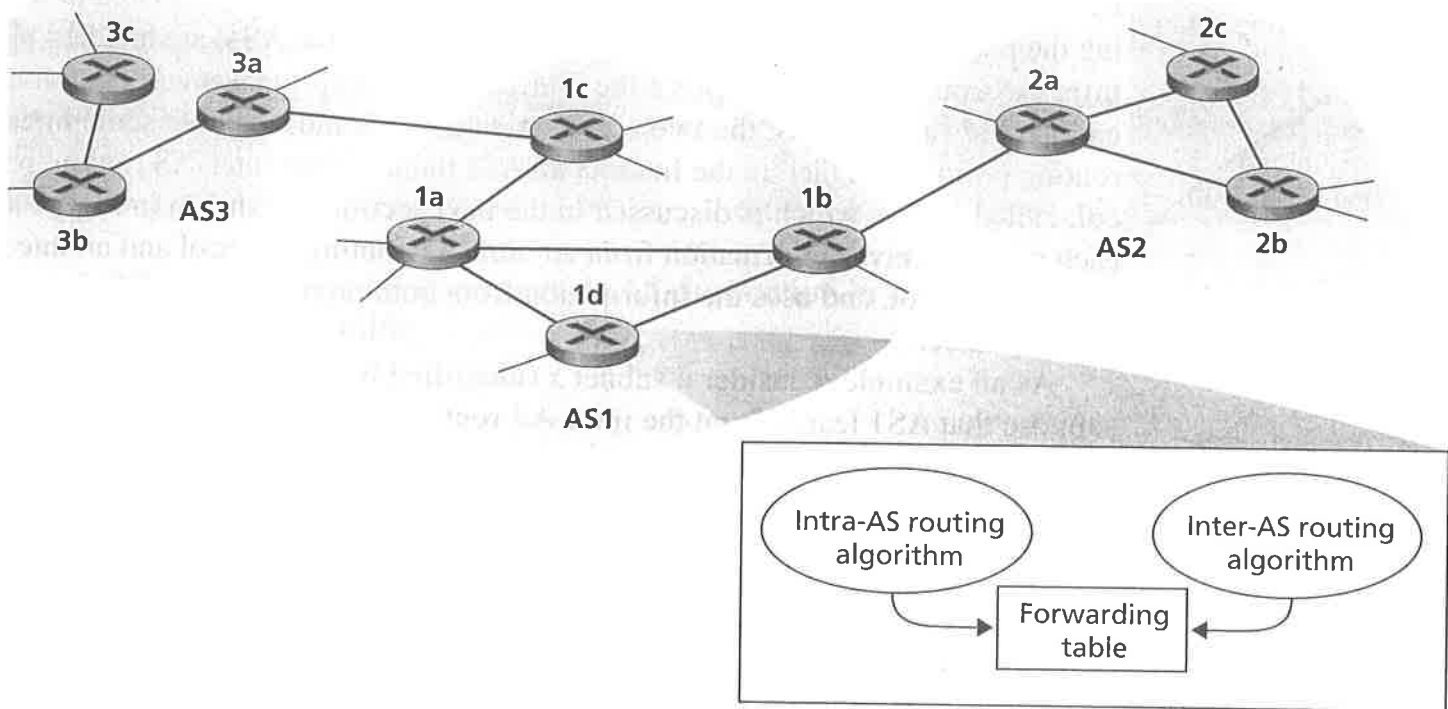 3c
3a
3b
AS3
1c
1a
1b
1d
AS1
2c
2a
2b
AS2
Intra-AS routing
algorithm
Inter-AS routing
algorithm
Forwarding
table